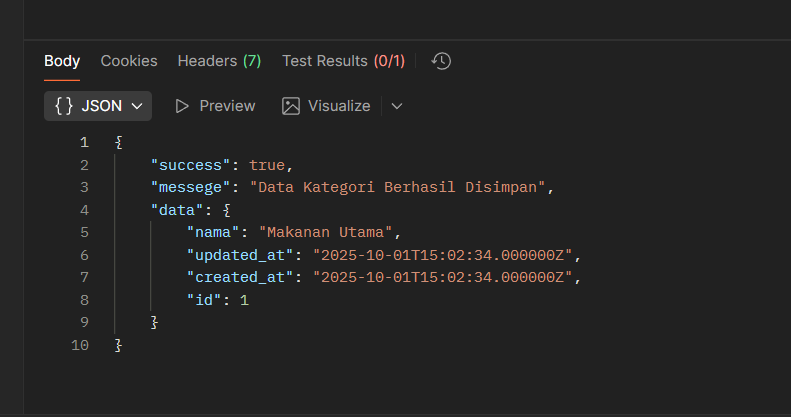 Body Cookies Headers (7) Test Results (0/1)
{} JSON Preview Visualize
1 {
2 "success": true,
3 "messege": "Data Kategori Berhasil Disimpan",
4 "data": {
5 "nama": "Makanan Utama",
6 "updated_at": "2025-10-01T15:02:34.000000Z",
7 "created_at": "2025-10-01T15:02:34.000000Z",
8 "id": 1
9 }
10 }